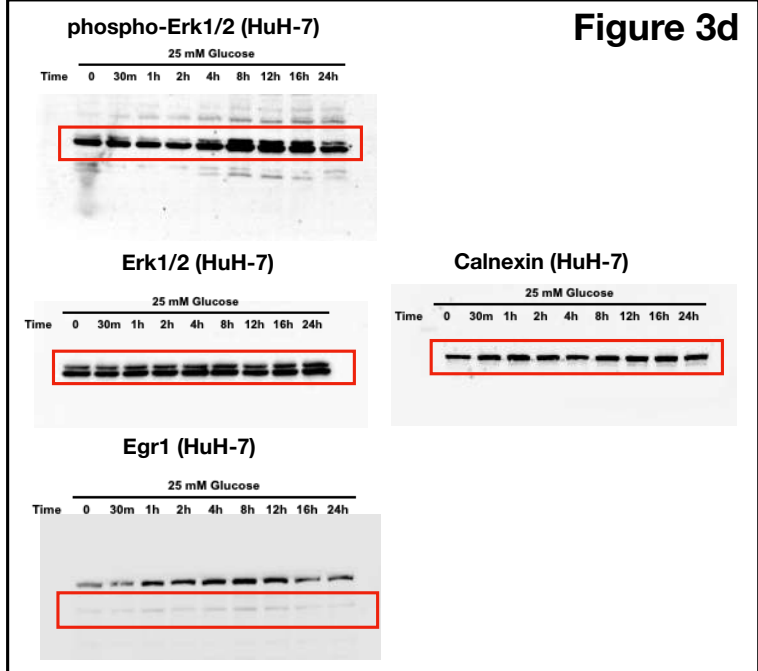 Figure 3d
phospho-Erk1/2 (HuH-7)
25 mM Glucose
Time 0 30m 1h 2h 4h 8h 12h 16h 24h
Erk1/2 (HuH-7)
25 mM Glucose
Time 0 30m 1h 2h 4h 8h 12h 16h 24h
Calnexin (HuH-7)
25 mM Glucose
Time 0 30m 1h 2h 4h 8h 12h 16h 24h
Egr1 (HuH-7)
25 mM Glucose
Time 0 30m 1h 2h 4h 8h 12h 16h 24h